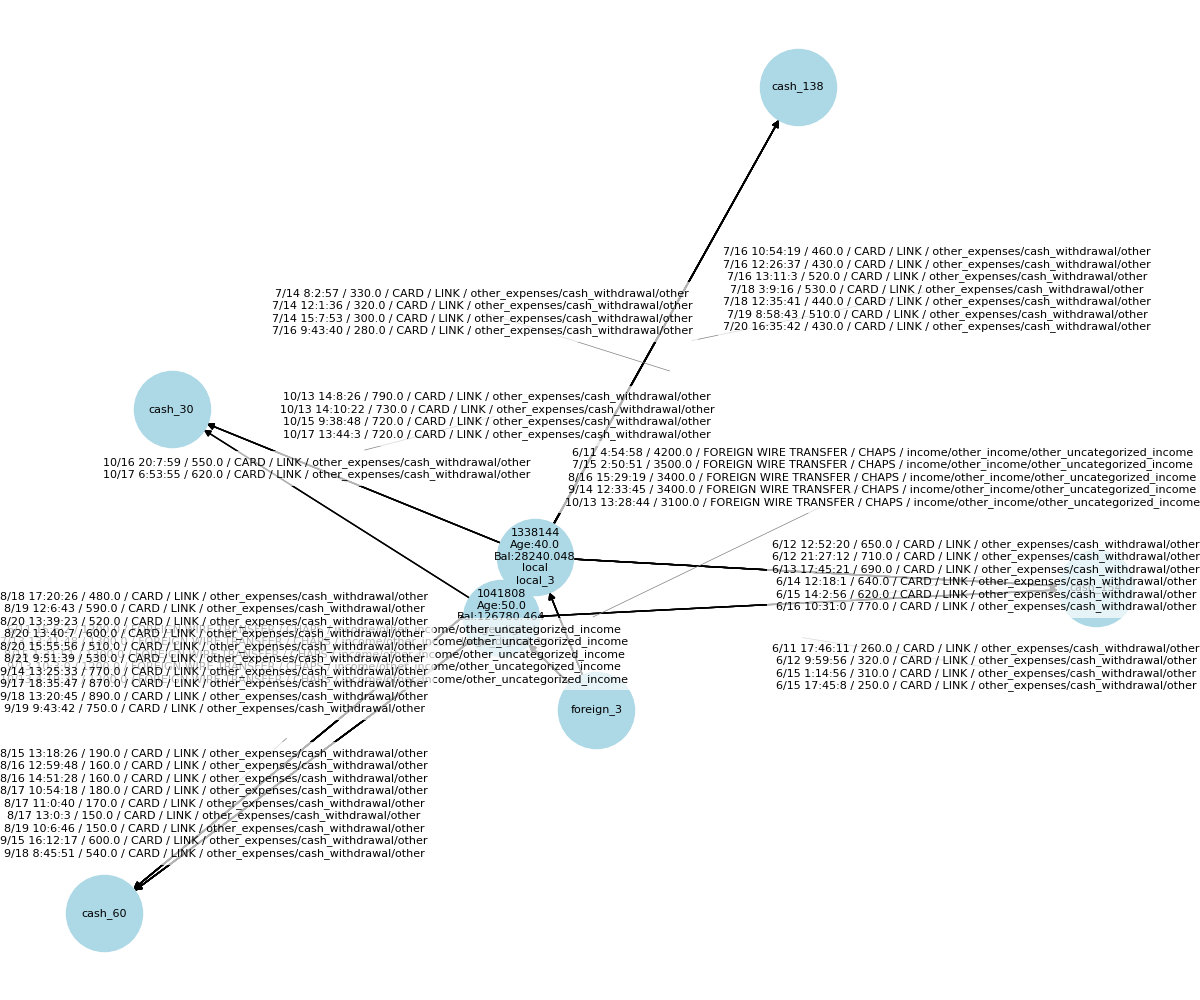 cash_138
7/16 10:54:19 / 460.0 / CARD / LINK / other_expenses/cash_withdrawal/other
7/16 12:26:37 / 430.0 / CARD / LINK / other_expenses/cash_withdrawal/other
7/16 13:11:3 / 520.0 / CARD / LINK / other_expenses/cash_withdrawal/other
7/18 3:9:16 / 530.0 / CARD / LINK / other_expenses/cash_withdrawal/other
7/18 12:35:41 / 440.0 / CARD / LINK / other_expenses/cash_withdrawal/other
7/19 8:58:43 / 510.0 / CARD / LINK / other_expenses/cash_withdrawal/other
7/20 16:35:42 / 430.0 / CARD / LINK / other_expenses/cash_withdrawal/other
7/14 8:2:57 / 330.0 / CARD / LINK / other_expenses/cash_withdrawal/other
7/14 12:1:36 / 320.0 / CARD / LINK / other_expenses/cash_withdrawal/other
7/14 15:7:53 / 300.0 / CARD / LINK / other_expenses/cash_withdrawal/other
7/16 9:43:40 / 280.0 / CARD / LINK / other_expenses/cash_withdrawal/other
cash_30
10/13 14:8:26 / 790.0 / CARD / LINK / other_expenses/cash_withdrawal/other
10/13 14:10:22 / 730.0 / CARD / LINK / other_expenses/cash_withdrawal/other
10/15 9:38:48 / 720.0 / CARD / LINK / other_expenses/cash_withdrawal/other
10/17 13:44:3 / 720.0 / CARD / LINK / other_expenses/cash_withdrawal/other
10/16 20:7:59 / 550.0 / CARD / LINK / other_expenses/cash_withdrawal/other
10/17 6:53:55 / 620.0 / CARD / LINK / other_expenses/cash_withdrawal/other
6/11 4:54:58 / 4200.0 / FOREIGN WIRE TRANSFER / CHAPS / income/other_income/other_uncategorized_income
7/15 2:50:51 / 3500.0 / FOREIGN WIRE TRANSFER / CHAPS / income/other_income/other_uncategorized_income
8/16 15:29:19 / 3400.0 / FOREIGN WIRE TRANSFER / CHAPS / income/other_income/other_uncategorized_income
9/14 12:33:45 / 3400.0 / FOREIGN WIRE TRANSFER / CHAPS / income/other_income/other_uncategorized_income
10/13 13:28:44 / 3100.0 / FOREIGN WIRE TRANSFER / CHAPS / income/other_income/other_uncategorized_income
1338144
Age:40.0
Bal:28240.048
local
local_3
1041808
Age:50.0
Bal:126780.464
6/12 12:52:20 / 650.0 / CARD / LINK / other_expenses/cash_withdrawal/other
6/12 21:27:12 / 710.0 / CARD / LINK / other_expenses/cash_withdrawal/other
6/13 17:45:21 / 690.0 / CARD / LINK / other_expenses/cash_withdrawal/other
6/14 12:18:1 / 640.0 / CARD / LINK / other_expenses/cash_withdrawal/other
6/15 14:2:56 / 620.0 / CARD / LINK / other_expenses/cash_withdrawal/other
6/16 10:31:0 / 770.0 / CARD / LINK / other_expenses/cash_withdrawal/other
6/11 17:46:11 / 260.0 / CARD / LINK / other_expenses/cash_withdrawal/other
6/12 9:59:56 / 320.0 / CARD / LINK / other_expenses/cash_withdrawal/other
6/15 1:14:56 / 310.0 / CARD / LINK / other_expenses/cash_withdrawal/other
6/15 17:45:8 / 250.0 / CARD / LINK / other_expenses/cash_withdrawal/other
8/18 17:20:26 / 480.0 / CARD / LINK / other_expenses/cash_withdrawal/other
8/19 12:6:43 / 590.0 / CARD / LINK / other_expenses/cash_withdrawal/other
8/20 13:39:23 / 520.0 / CARD / LINK / other_expenses/cash_withdrawal/other
8/20 13:40:7 / 600.0 / CARD / LINK / other_expenses/cash_withdrawal/other
8/20 15:55:56 / 510.0 / CARD / LINK / other_expenses/cash_withdrawal/other
8/21 9:51:39 / 530.0 / CARD / LINK / other_expenses/cash_withdrawal/other
9/14 13:25:33 / 770.0 / CARD / LINK / other_expenses/cash_withdrawal/other
9/17 18:35:47 / 870.0 / CARD / LINK / other_expenses/cash_withdrawal/other
9/18 13:20:45 / 890.0 / CARD / LINK / other_expenses/cash_withdrawal/other
9/19 9:43:42 / 750.0 / CARD / LINK / other_expenses/cash_withdrawal/other
income/other_uncategorized_income
income/other_uncategorized_income
income/other_uncategorized_income
income/other_uncategorized_income
income/other_uncategorized_income
foreign_3
8/15 13:18:26 / 190.0 / CARD / LINK / other_expenses/cash_withdrawal/other
8/16 12:59:48 / 160.0 / CARD / LINK / other_expenses/cash_withdrawal/other
8/16 14:51:28 / 160.0 / CARD / LINK / other_expenses/cash_withdrawal/other
8/17 10:54:18 / 180.0 / CARD / LINK / other_expenses/cash_withdrawal/other
8/17 11:0:40 / 170.0 / CARD / LINK / other_expenses/cash_withdrawal/other
8/17 13:0:3 / 150.0 / CARD / LINK / other_expenses/cash_withdrawal/other
8/19 10:6:46 / 150.0 / CARD / LINK / other_expenses/cash_withdrawal/other
9/15 16:12:17 / 600.0 / CARD / LINK / other_expenses/cash_withdrawal/other
9/18 8:45:51 / 540.0 / CARD / LINK / other_expenses/cash_withdrawal/other
cash_60